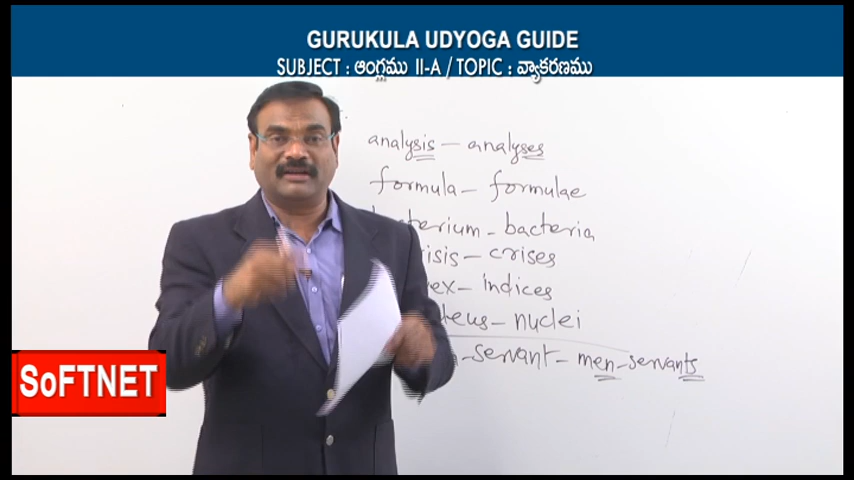 GURUKULA UDYOGA GUIDE
SUBJECT : ఆంగ్లము II-A / TOPIC : వ్యాకరణము
analysis – analyses
formula – formulae
bacteria
crises
indices
nuclei
servant – men-servants
SoFTNET